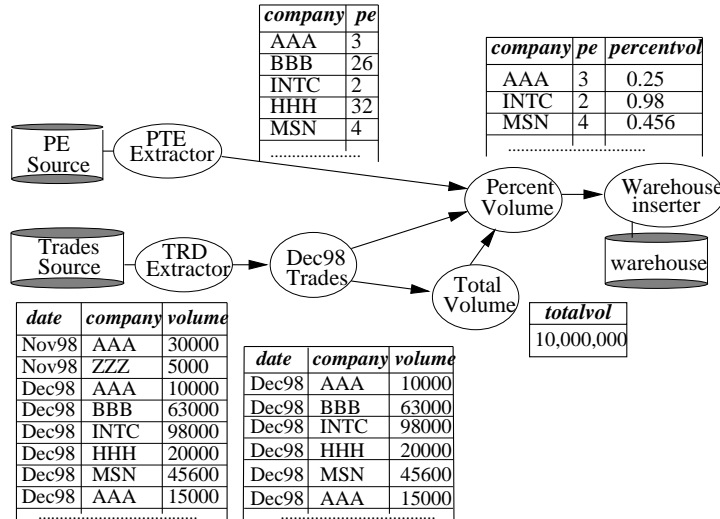 company pe
AAA 3
BBB 26
INTC 2
HHH 32
MSN 4
.....................
company pe percentvol
AAA 3 0.25
INTC 2 0.98
MSN 4 0.456
.....................................
PE
Source
PTE
Extractor
Percent
Volume
Warehouse
inserter
warehouse
Trades
Source
TRD
Extractor
Dec98
Trades
Total
Volume
totalvol
10,000,000
date company volume
Nov98 AAA 30000
Nov98 ZZZ 5000
Dec98 AAA 10000
Dec98 BBB 63000
Dec98 INTC 98000
Dec98 HHH 20000
Dec98 MSN 45600
Dec98 AAA 15000
.....................................
date company volume
Dec98 AAA 10000
Dec98 BBB 63000
Dec98 INTC 98000
Dec98 HHH 20000
Dec98 MSN 45600
Dec98 AAA 15000
.....................................